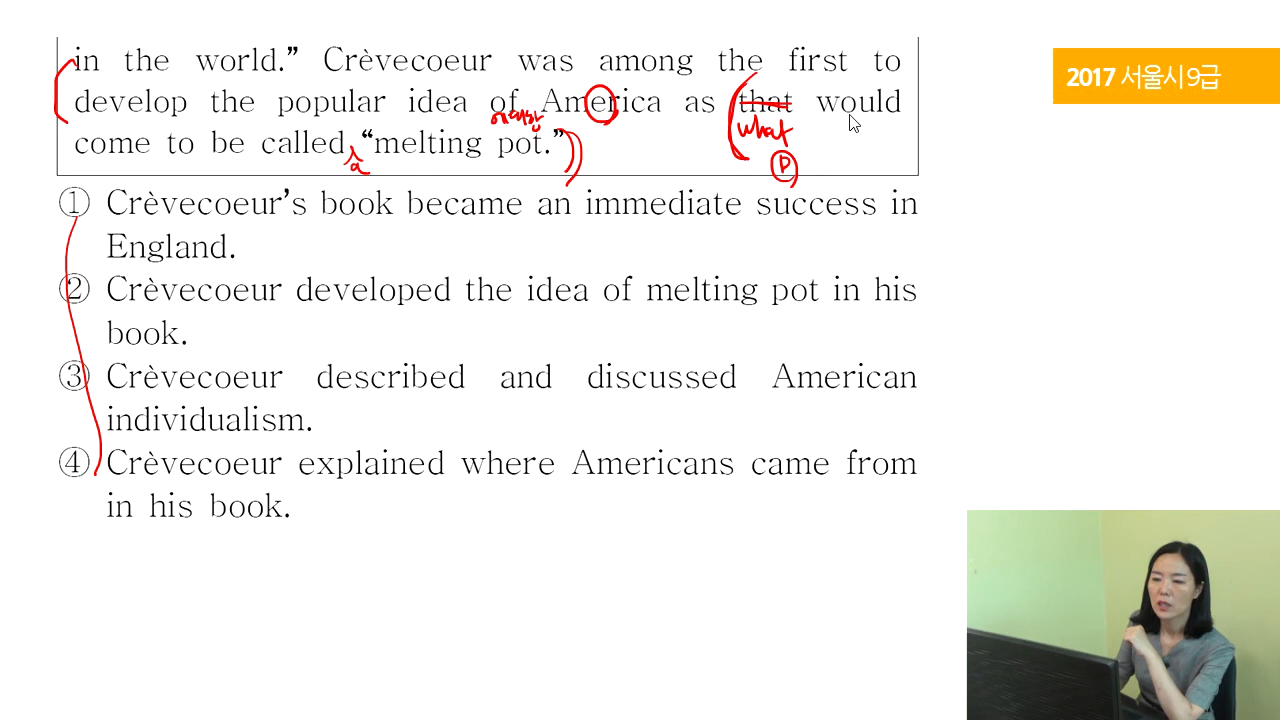 in the world.” Crèvecoeur was among the first to
2017 서울시 9급
develop the popular idea of America as that would
what
come to be called “melting pot.”
a
① Crèvecoeur’s book became an immediate success in
England.
② Crèvecoeur developed the idea of melting pot in his
book.
③ Crèvecoeur described and discussed American
individualism.
④ Crèvecoeur explained where Americans came from
in his book.